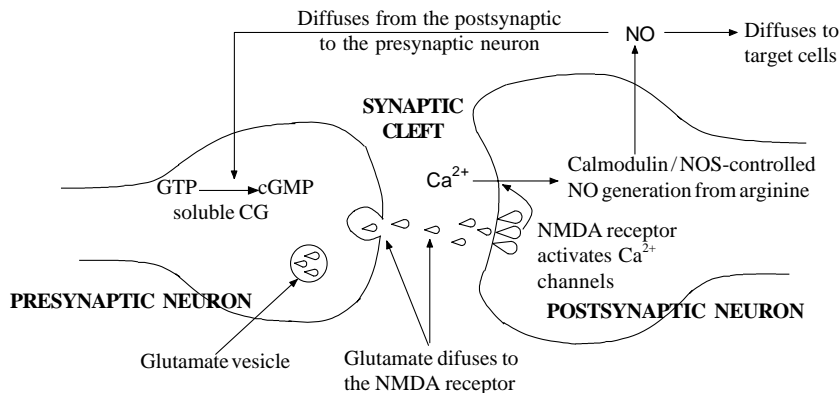 Diffuses from the postsynaptic
to the presynaptic neuron
NO
Diffuses to
target cells
SYNAPTIC
CLEFT
GTP
cGMP
soluble CG
Ca2+
Calmodulin/NOS-controlled
NO generation from arginine
NMDA receptor
activates Ca2+
channels
PRESYNAPTIC NEURON
POSTSYNAPTIC NEURON
Glutamate vesicle
Glutamate difuses to
the NMDA receptor